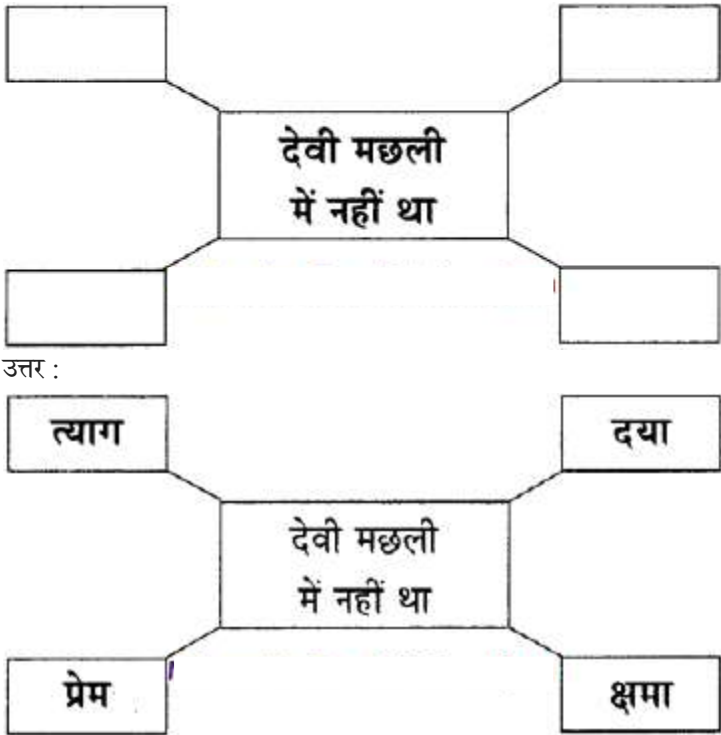 देवी मछली
में नहीं था
उत्तर :
त्याग
दया
देवी मछली
में नहीं था
प्रेम
क्षमा